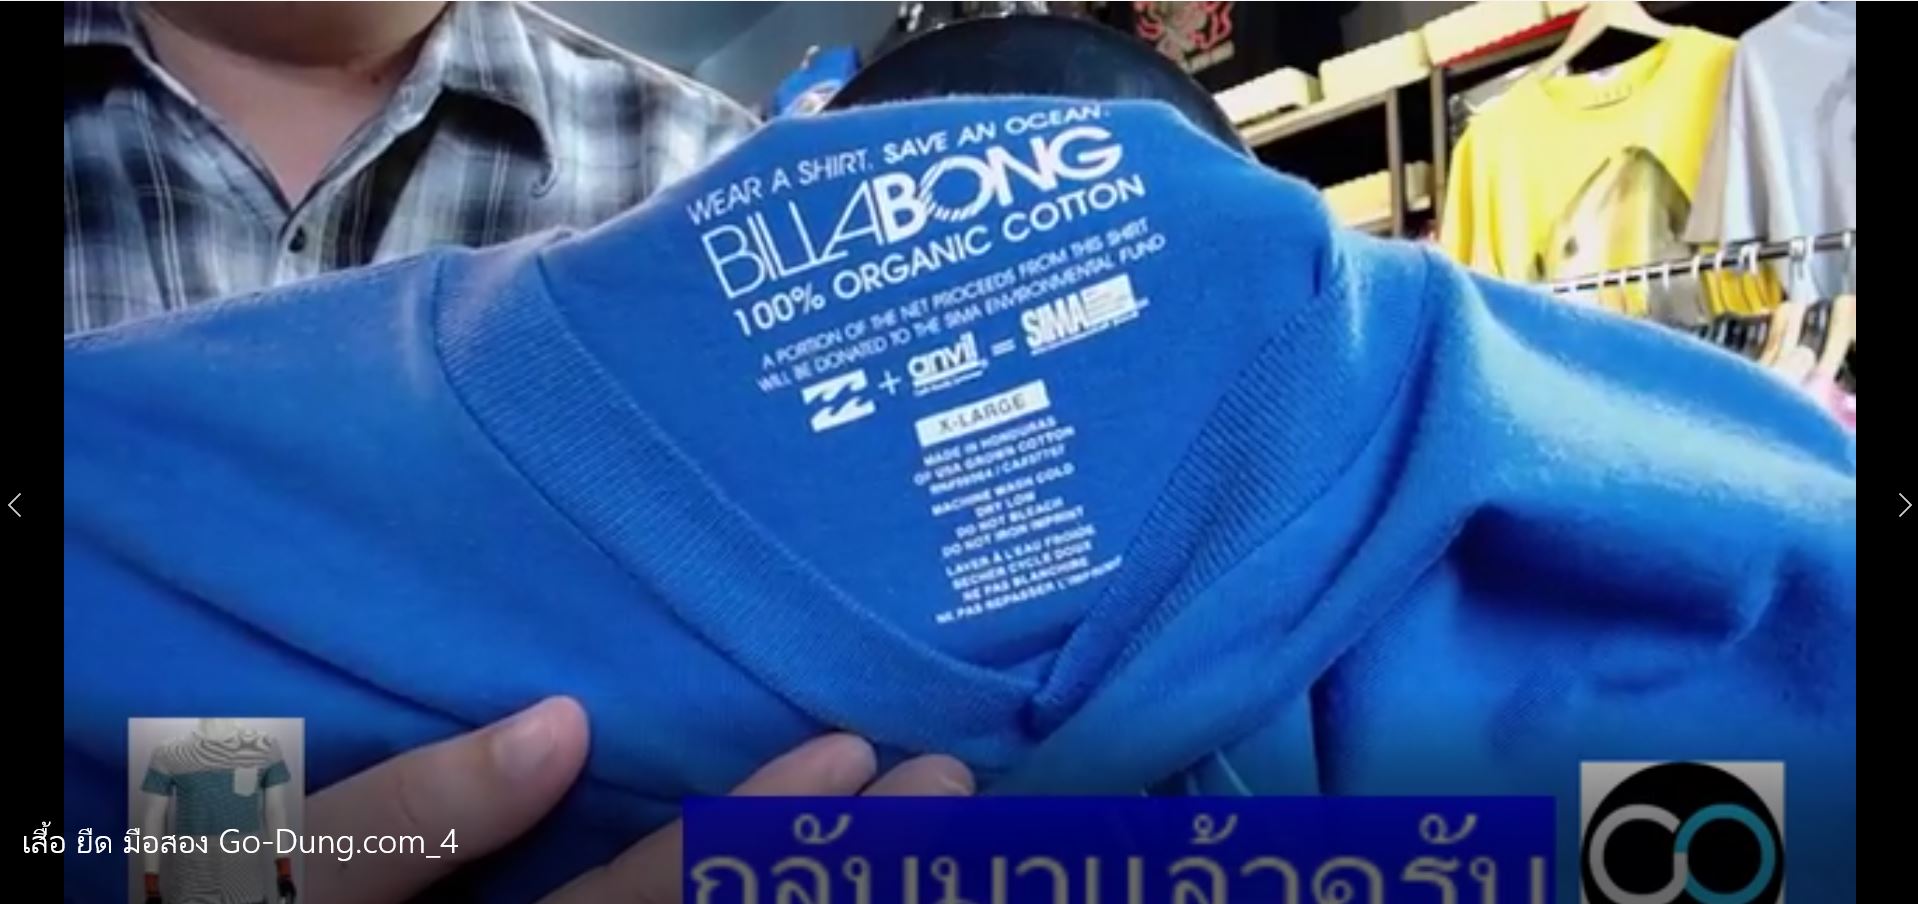 WEAR A SHIRT. SAVE AN OCEAN.
BILLABONG
100% ORGANIC COTTON
A PORTION OF THE NET PROCEEDS FROM THIS SHIRT
WILL BE DONATED TO THE SIMA ENVIRONMENTAL FUND
+ anvil = SIMA
X-LARGE
MADE IN HONDURAS
OF USA GROWN COTTON
MACHINE WASH COLD
DRY LOW
DO NOT BLEACH
DO NOT IRON IMPRINT
LAVER À L'EAU FROIDE
SECHER CYCLE DOUX
NE PAS BLANCHIRE
NE PAS REPASSER L'IMPRIMÉ
เสื้อ ยืด มือสอง Go-Dung.com_4
กลับมาแล้วครับ